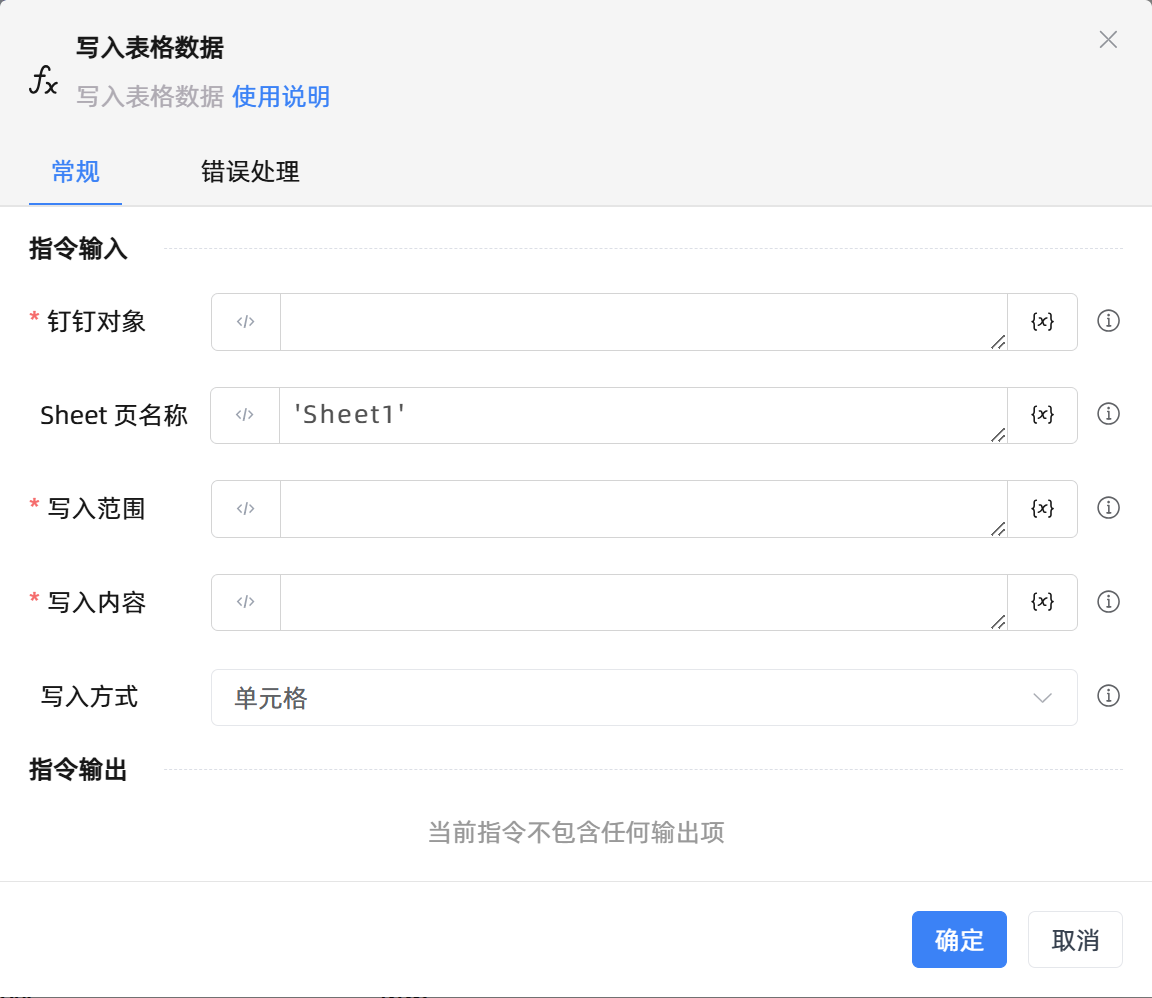 写入表格数据
fx
写入表格数据 使用说明
常规 错误处理
指令输入
* 钉钉对象 </> {x}
Sheet 页名称 </> 'Sheet1' {x}
* 写入范围 </> {x}
* 写入内容 </> {x}
写入方式 单元格
指令输出
当前指令不包含任何输出项
确定 取消